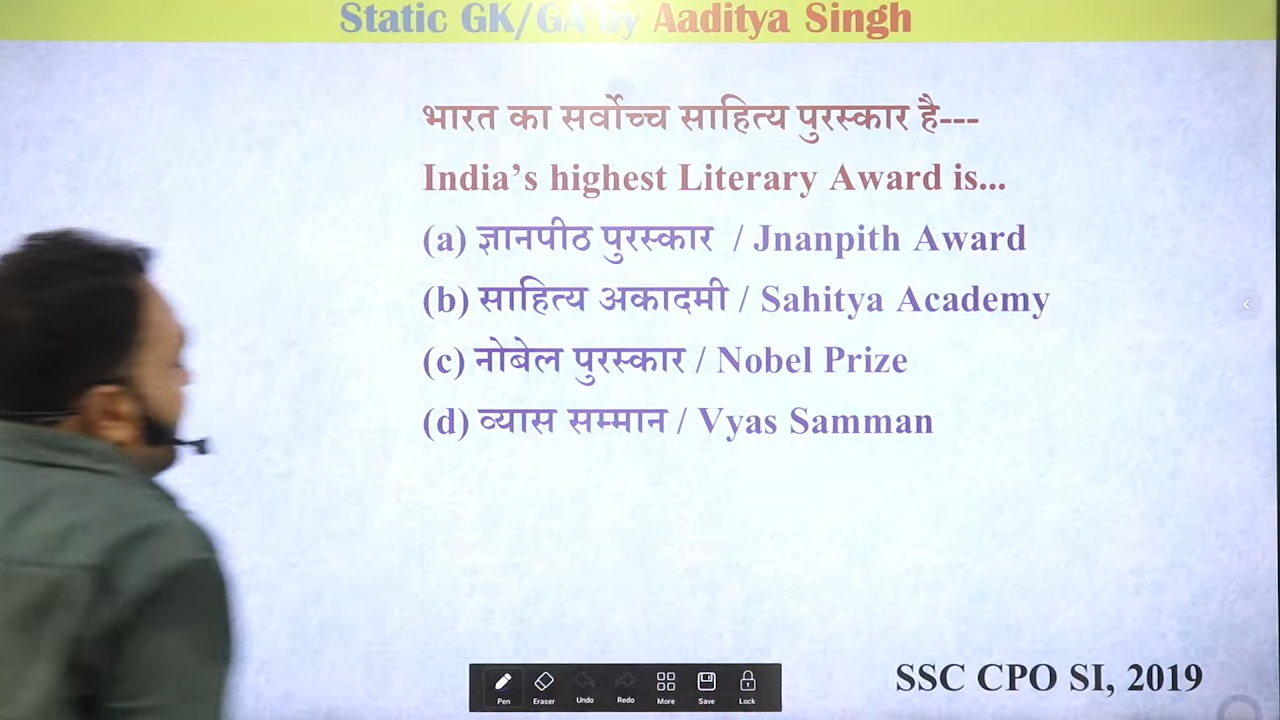 Static GK/GA by Aaditya Singh
भारत का सर्वोच्च साहित्य पुरस्कार है---
India’s highest Literary Award is...
(a) ज्ञानपीठ पुरस्कार / Jnanpith Award
(b) साहित्य अकादमी / Sahitya Academy
(c) नोबेल पुरस्कार / Nobel Prize
(d) व्यास सम्मान / Vyas Samman
SSC CPO SI, 2019
Pen Eraser Undo Redo More Save Lock